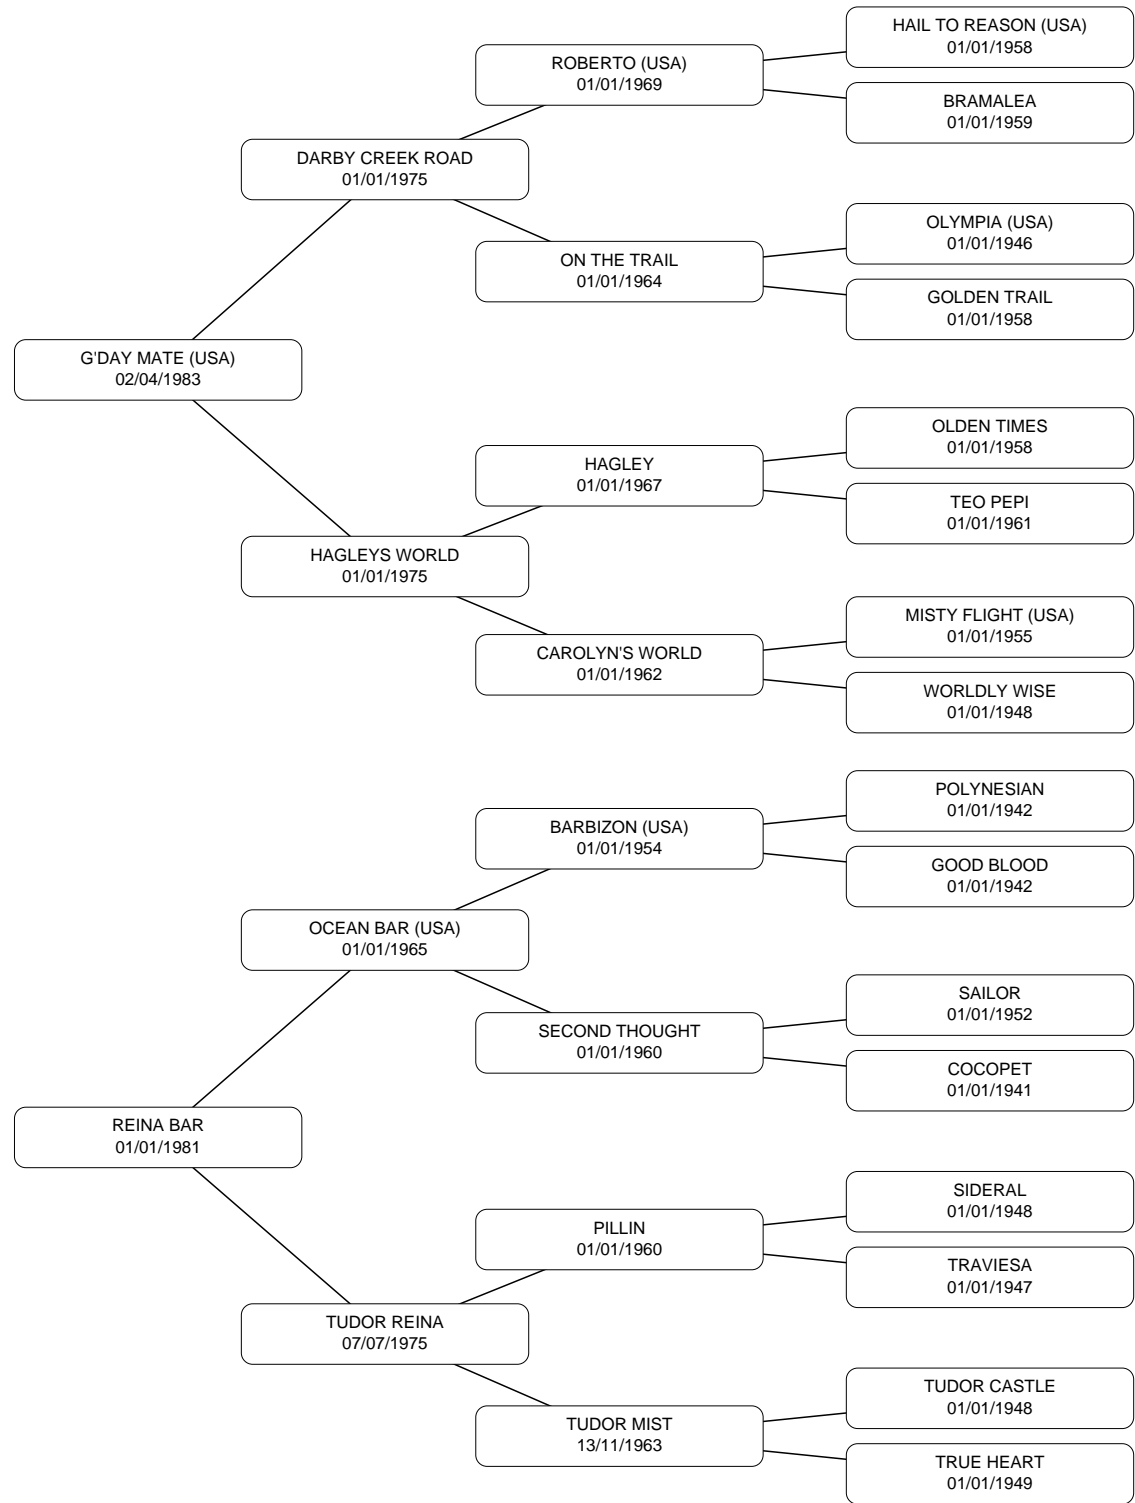 HAIL TO REASON (USA)
01/01/1958
ROBERTO (USA)
01/01/1969
BRAMALEA
01/01/1959
DARBY CREEK ROAD
01/01/1975
OLYMPIA (USA)
01/01/1946
ON THE TRAIL
01/01/1964
GOLDEN TRAIL
01/01/1958
G'DAY MATE (USA)
02/04/1983
OLDEN TIMES
01/01/1958
HAGLEY
01/01/1967
TEO PEPI
01/01/1961
HAGLEYS WORLD
01/01/1975
MISTY FLIGHT (USA)
01/01/1955
CAROLYN'S WORLD
01/01/1962
WORLDLY WISE
01/01/1948
POLYNESIAN
01/01/1942
BARBIZON (USA)
01/01/1954
GOOD BLOOD
01/01/1942
OCEAN BAR (USA)
01/01/1965
SAILOR
01/01/1952
SECOND THOUGHT
01/01/1960
COCOPET
01/01/1941
REINA BAR
01/01/1981
SIDERAL
01/01/1948
PILLIN
01/01/1960
TRAVIESA
01/01/1947
TUDOR REINA
07/07/1975
TUDOR CASTLE
01/01/1948
TUDOR MIST
13/11/1963
TRUE HEART
01/01/1949